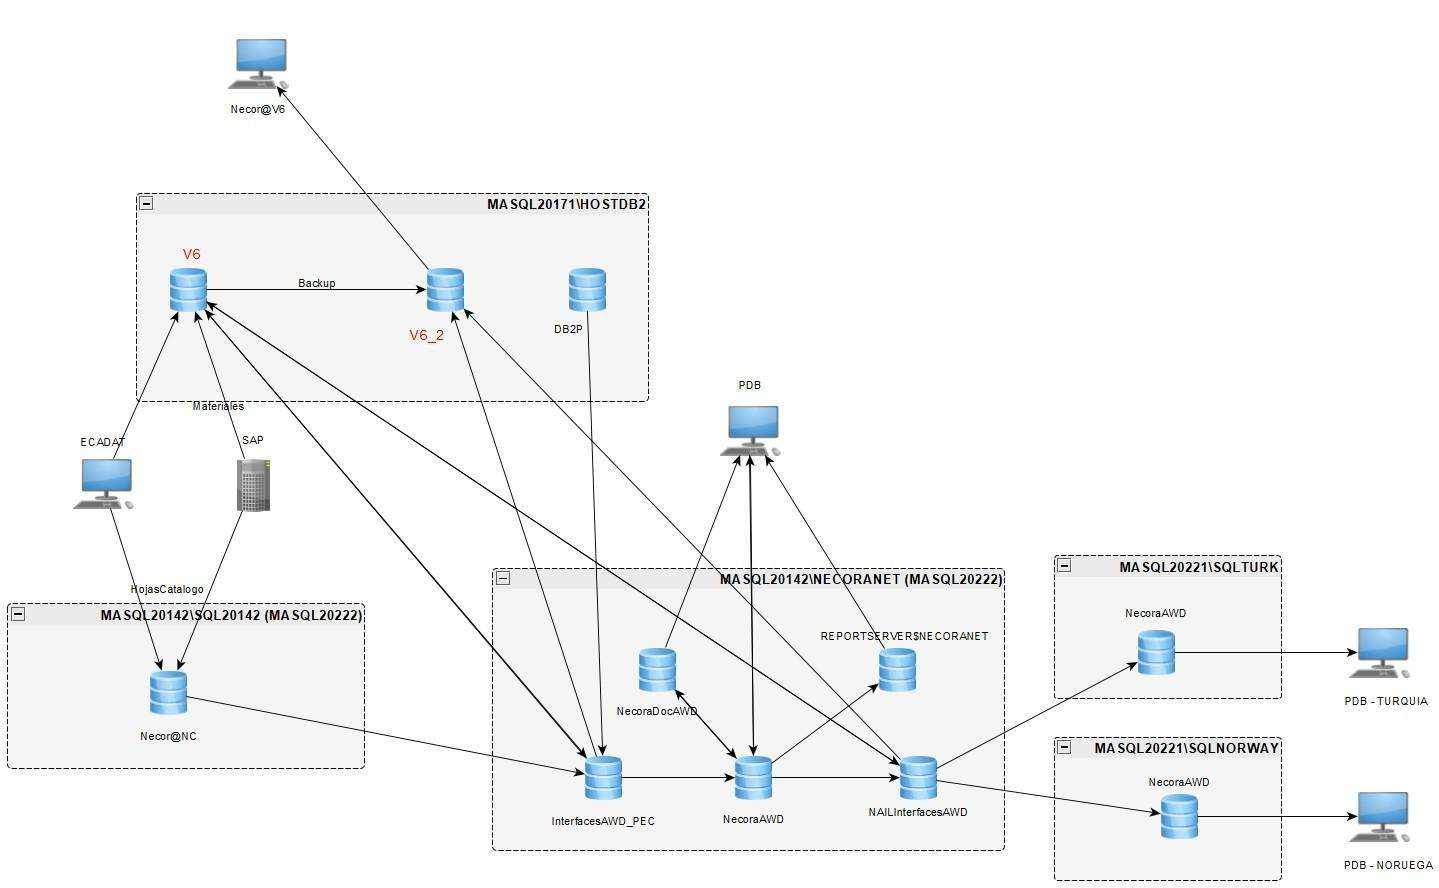 Necor@V6
MASQL20171\HOSTDB2
V6
Backup
V6_2
DB2P
PDB
Materiales
ECADAT
SAP
MASQL20221\SQLTURK
MASQL20142\NECORANET (MASQL20222)
HojasCatalogo
MASQL20142\SQL20142 (MASQL20222)
NecoraAWD
REPORTSERVER$NECORANET
PDB - TURQUIA
NecoraDocAWD
Necor@NC
MASQL20221\SQLNORWAY
NecoraAWD
InterfacesAWD_PEC
NecoraAWD
NAILInterfacesAWD
PDB - NORUEGA